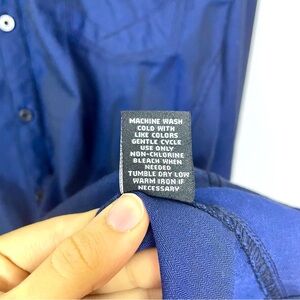 MACHINE WASH
COLD WITH
LIKE COLORS
GENTLE CYCLE
USE ONLY
NON-CHLORINE
BLEACH WHEN
NEEDED
TUMBLE DRY LOW
WARM IRON IF
NECESSARY